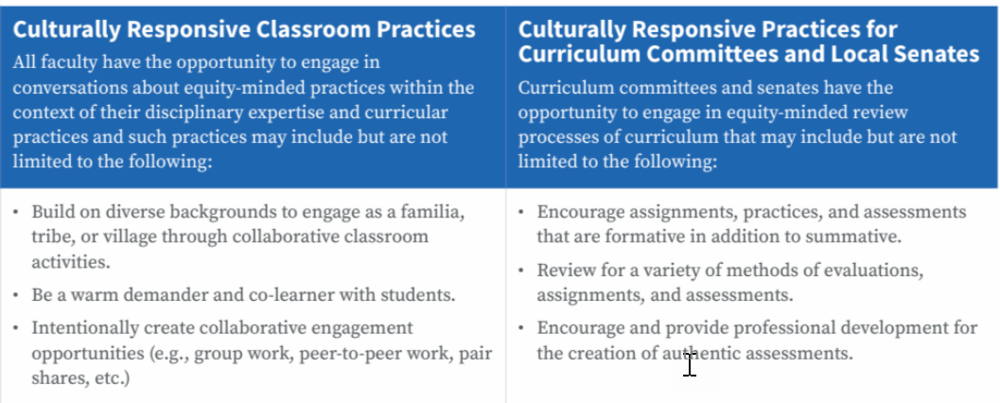 Culturally Responsive Classroom Practices
All faculty have the opportunity to engage in
conversations about equity-minded practices within the
context of their disciplinary expertise and curricular
practices and such practices may include but are not
limited to the following:
• Build on diverse backgrounds to engage as a familia,
tribe, or village through collaborative classroom
activities.
• Be a warm demander and co-learner with students.
• Intentionally create collaborative engagement
opportunities (e.g., group work, peer-to-peer work, pair
shares, etc.)
Culturally Responsive Practices for
Curriculum Committees and Local Senates
Curriculum committees and senates have the
opportunity to engage in equity-minded review
processes of curriculum that may include but are not
limited to the following:
• Encourage assignments, practices, and assessments
that are formative in addition to summative.
• Review for a variety of methods of evaluations,
assignments, and assessments.
• Encourage and provide professional development for
the creation of authentic assessments.